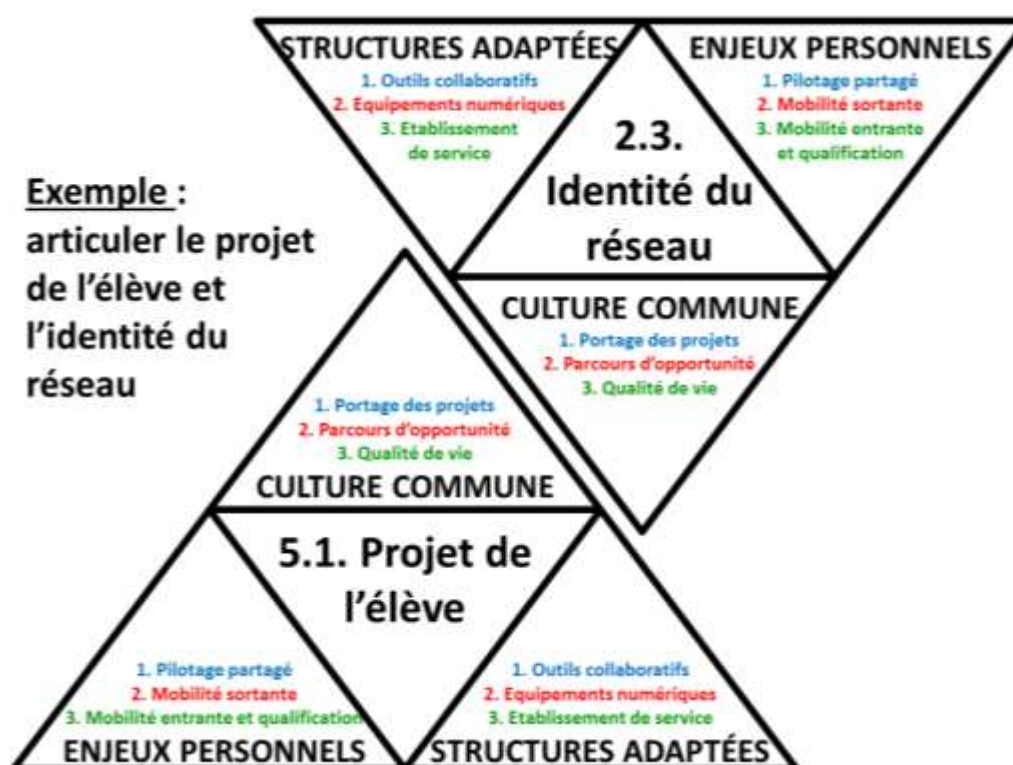 STRUCTURES ADAPTÉES
1. Outils collaboratifs
2. Equipements numériques
3. Etablissement
de service
ENJEUX PERSONNELS
1. Pilotage partagé
2. Mobilité sortante
3. Mobilité entrante
et qualification
2.3.
Identité du
réseau
Exemple :
articuler le projet
de l’élève et
l’identité du
réseau
CULTURE COMMUNE
1. Portage des projets
2. Parcours d’opportunité
3. Qualité de vie
1. Portage des projets
2. Parcours d’opportunité
3. Qualité de vie
CULTURE COMMUNE
5.1. Projet de
l’élève
1. Pilotage partagé
2. Mobilité sortante
3. Mobilité entrante et qualification
ENJEUX PERSONNELS
1. Outils collaboratifs
2. Equipements numériques
3. Etablissement de service
STRUCTURES ADAPTÉES